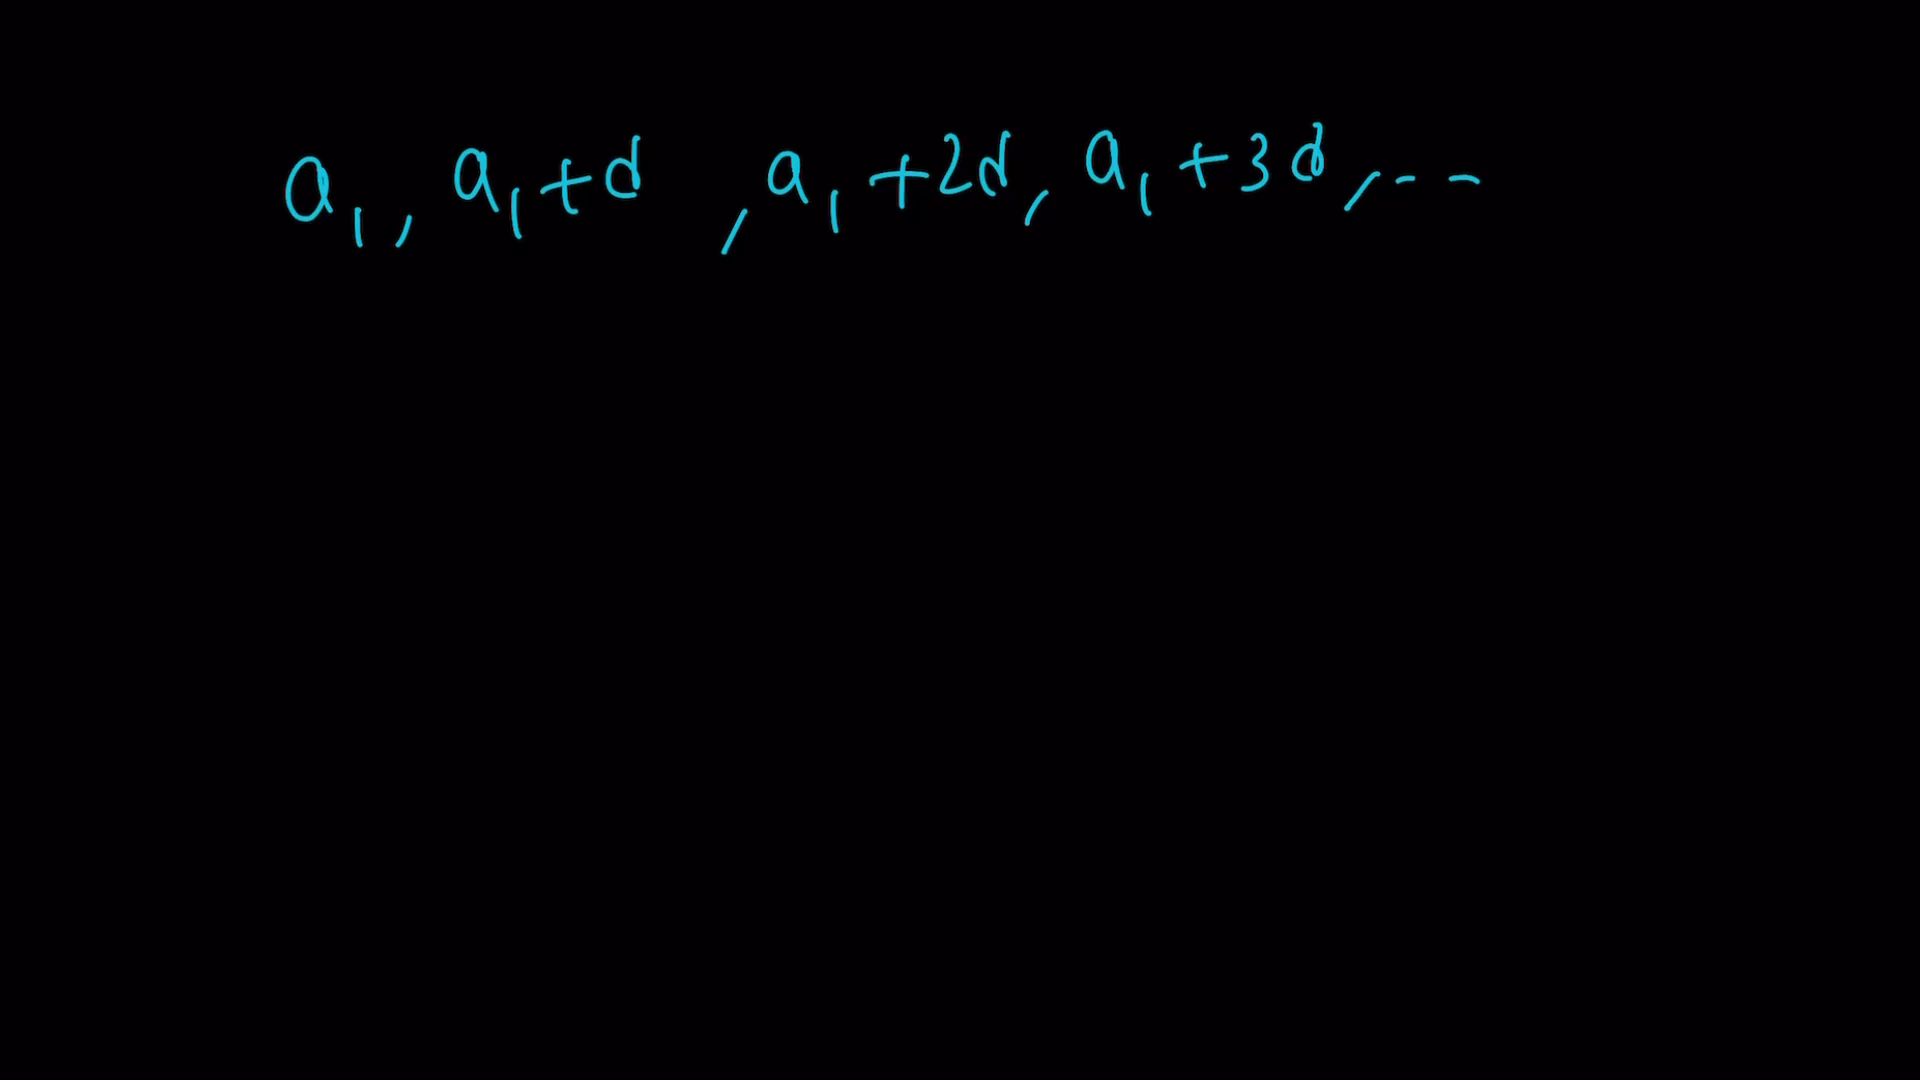 a₁, a₁+d, a₁+2d, a₁+3d, --